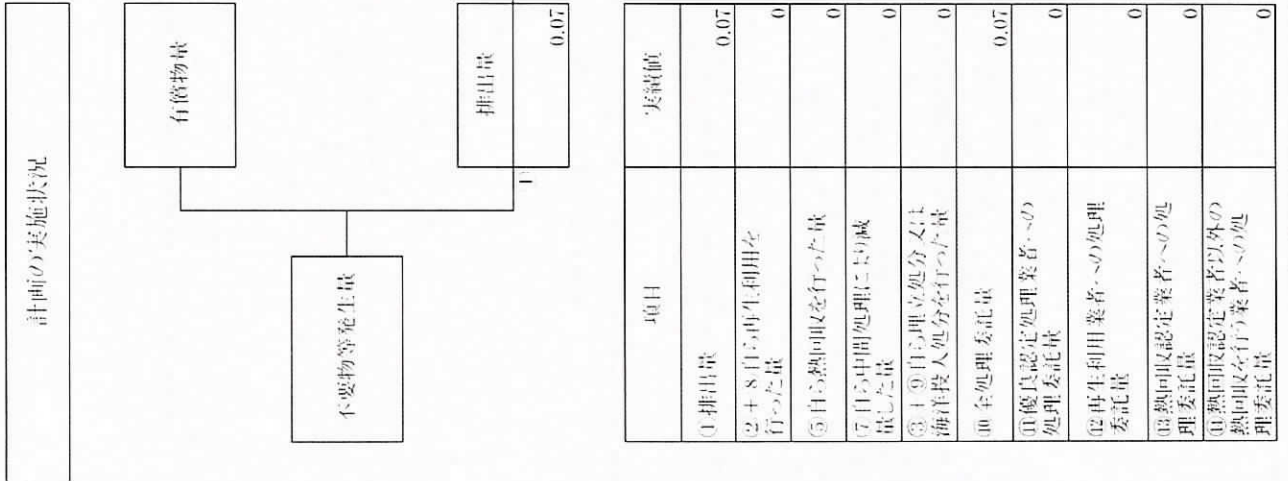 計画の実施状況
不要物等発生量
有償物量
排出量
①
0.07
項目
実績値
①排出量
0.07
②+⑧自ら再生利用を
行った量
0
⑤自ら熱回収を行った量
0
⑦自ら中間処理により減
量した量
0
③+⑨自ら埋立処分又は
海洋投入処分を行った量
0
⑩全処理委託量
0.07
⑪優良認定処理業者への
処理委託量
0
⑫再生利用業者への処理
委託量
0
⑬熱回収認定業者への処
理委託量
0
⑭熱回収認定業者以外の
熱回収を行う業者への処
理委託量
0